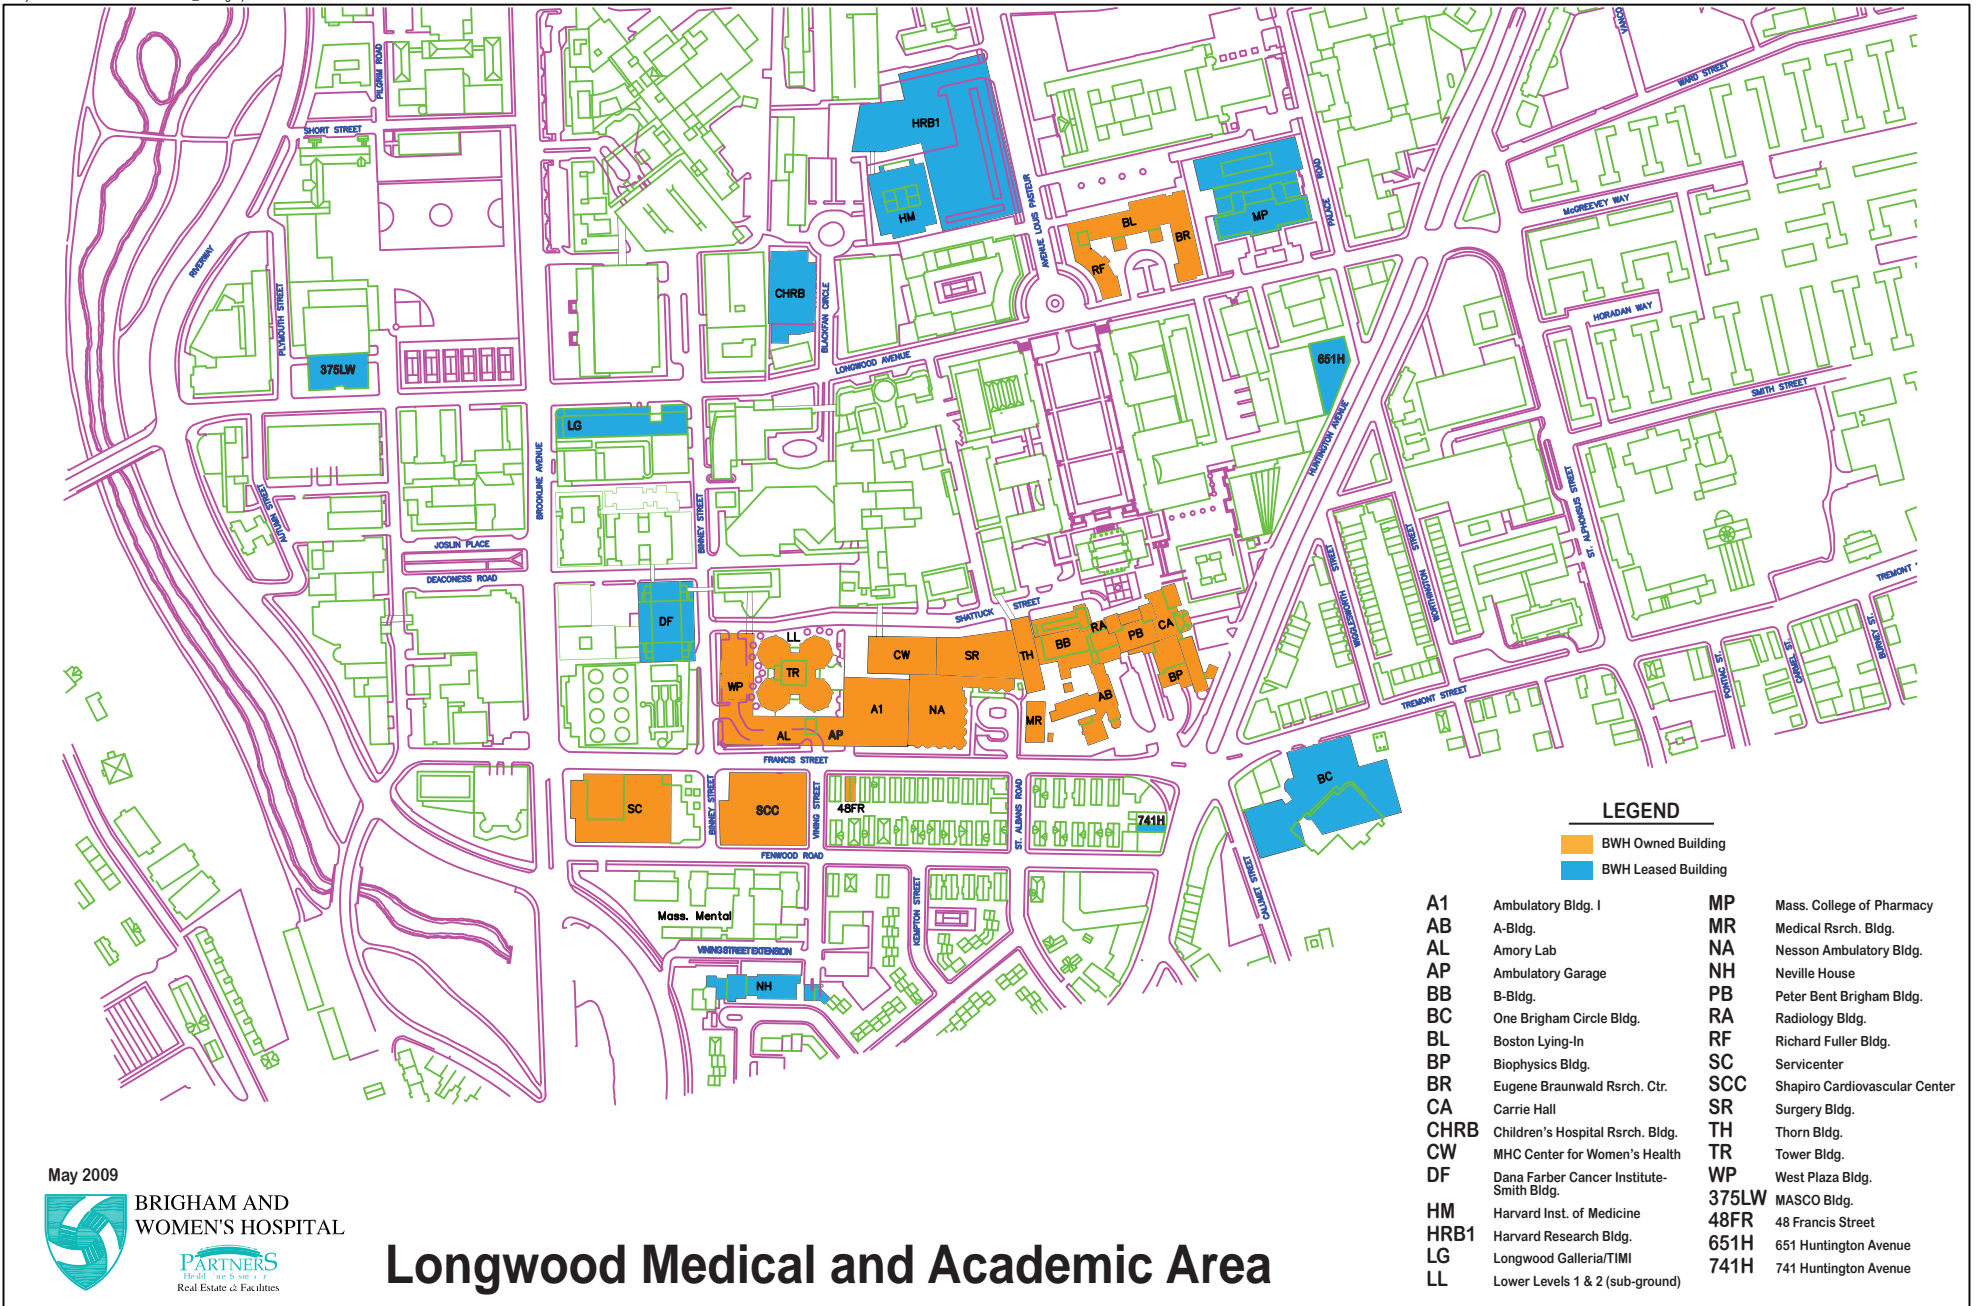 PILGRIM ROAD
SHORT STREET
WARD STREET
HRB1
HM
AVENUE LOUIS PASTEUR
PALACE
ROAD
MP
BL
BR
RF
McGREEVEY WAY
RIVERWAY
PLYMOUTH STREET
CHRB
BLACKFAN CIRCLE
HORADAN WAY
LONGWOOD AVENUE
375LW
651H
SMITH STREET
HUNTINGTON AVENUE
LG
BROOKLINE AVENUE
BINNEY STREET
AUTUMN STREET
ST. ALPHONSUS STREET
JOSLIN PLACE
DEACONESS ROAD
WIGGLESWORTH
STREET
WORTHINGTON
STREET
TREMONT
SHATTUCK
STREET
DF
LL
TR
WP
CW
SR
TH
BB
RA
PB
CA
BP
AB
MR
A1
NA
AL
AP
PONTIAC ST.
CARMEL ST.
BURNEY ST.
TREMONT STREET
FRANCIS STREET
BC
SC
BINNEY STREET
SCC
VINING STREET
48FR
ST. ALBANS ROAD
741H
FENWOOD ROAD
CALUMET STREET
Mass. Mental
KEMPTON STREET
VINING STREET EXTENSION
NH
LEGEND
BWH Owned Building
BWH Leased Building
A1 Ambulatory Bldg. I
AB A-Bldg.
AL Amory Lab
AP Ambulatory Garage
BB B-Bldg.
BC One Brigham Circle Bldg.
BL Boston Lying-In
BP Biophysics Bldg.
BR Eugene Braunwald Rsrch. Ctr.
CA Carrie Hall
CHRB Children's Hospital Rsrch. Bldg.
CW MHC Center for Women's Health
DF Dana Farber Cancer Institute-
Smith Bldg.
HM Harvard Inst. of Medicine
HRB1 Harvard Research Bldg.
LG Longwood Galleria/TIMI
LL Lower Levels 1 & 2 (sub-ground)
MP Mass. College of Pharmacy
MR Medical Rsrch. Bldg.
NA Nesson Ambulatory Bldg.
NH Neville House
PB Peter Bent Brigham Bldg.
RA Radiology Bldg.
RF Richard Fuller Bldg.
SC Servicenter
SCC Shapiro Cardiovascular Center
SR Surgery Bldg.
TH Thorn Bldg.
TR Tower Bldg.
WP West Plaza Bldg.
375LW MASCO Bldg.
48FR 48 Francis Street
651H 651 Huntington Avenue
741H 741 Huntington Avenue
May 2009
BRIGHAM AND
WOMEN'S HOSPITAL
PARTNERS
Real Estate & Facilities
Longwood Medical and Academic Area